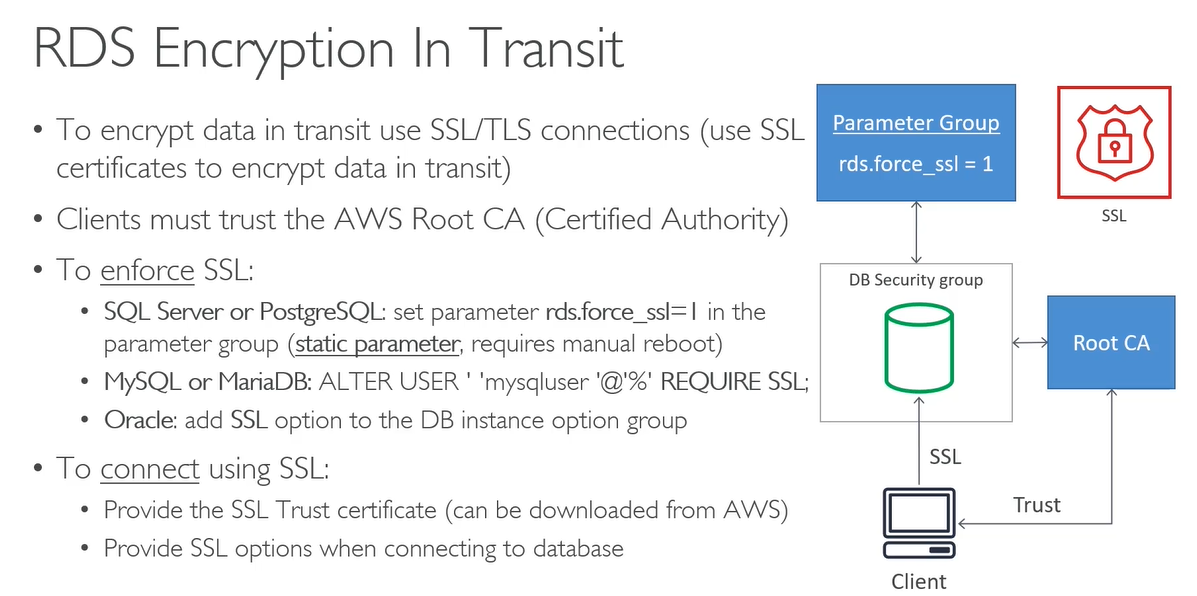 RDS Encryption In Transit
• To encrypt data in transit use SSL/TLS connections (use SSL
certificates to encrypt data in transit)
• Clients must trust the AWS Root CA (Certified Authority)
• To enforce SSL:
• SQL Server or PostgreSQL: set parameter rds.force_ssl=1 in the
parameter group (static parameter, requires manual reboot)
• MySQL or MariaDB: ALTER USER ' 'mysqluser '@'%' REQUIRE SSL;
• Oracle: add SSL option to the DB instance option group
• To connect using SSL:
• Provide the SSL Trust certificate (can be downloaded from AWS)
• Provide SSL options when connecting to database
Parameter Group
rds.force_ssl = 1
SSL
DB Security group
Root CA
SSL
Trust
Client